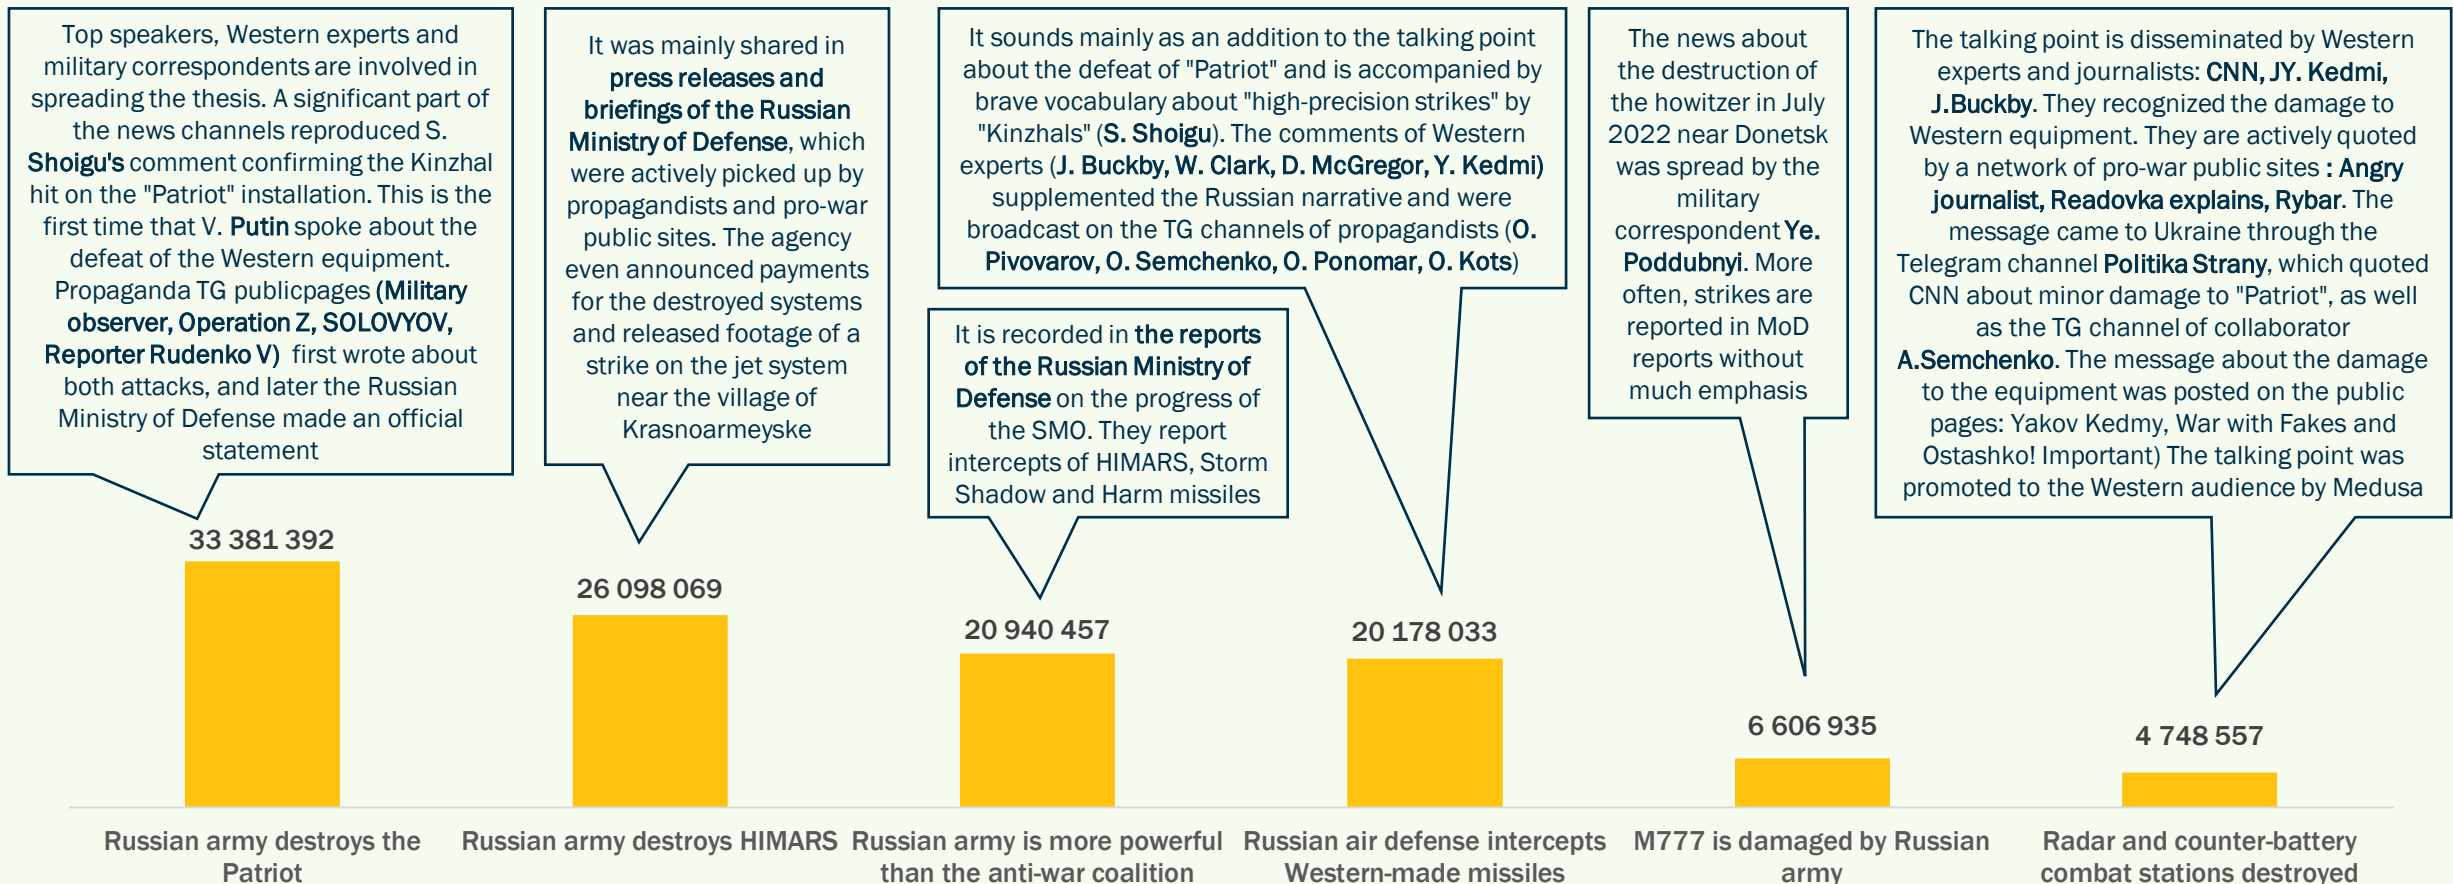 Top speakers, Western experts and
military correspondents are involved in
spreading the thesis. A significant part of
the news channels reproduced S.
Shoigu's comment confirming the Kinzhal
hit on the "Patriot" installation. This is the
first time that V. Putin spoke about the
defeat of the Western equipment.
Propaganda TG publicpages (Military
observer, Operation Z, SOLOVYOV,
Reporter Rudenko V) first wrote about
both attacks, and later the Russian
Ministry of Defense made an official
statement
It was mainly shared in
press releases and
briefings of the Russian
Ministry of Defense, which
were actively picked up by
propagandists and pro-war
public sites. The agency
even announced payments
for the destroyed systems
and released footage of a
strike on the jet system
near the village of
Krasnoarmeyske
It sounds mainly as an addition to the talking point
about the defeat of "Patriot" and is accompanied by
brave vocabulary about "high-precision strikes" by
"Kinzhals" (S. Shoigu). The comments of Western
experts (J. Buckby, W. Clark, D. McGregor, Y. Kedmi)
supplemented the Russian narrative and were
broadcast on the TG channels of propagandists (O.
Pivovarov, O. Semchenko, O. Ponomar, O. Kots)
It is recorded in the reports
of the Russian Ministry of
Defense on the progress of
the SMO. They report
intercepts of HIMARS, Storm
Shadow and Harm missiles
The news about
the destruction of
the howitzer in July
2022 near Donetsk
was spread by the
military
correspondent Ye.
Poddubnyi. More
often, strikes are
reported in MoD
reports without
much emphasis
The talking point is disseminated by Western
experts and journalists: CNN, JY. Kedmi,
J.Buckby. They recognized the damage to
Western equipment. They are actively quoted
by a network of pro-war public sites : Angry
journalist, Readovka explains, Rybar. The
message came to Ukraine through the
Telegram channel Politika Strany, which quoted
CNN about minor damage to "Patriot", as well
as the TG channel of collaborator
A.Semchenko. The message about the damage
to the equipment was posted on the public
pages: Yakov Kedmy, War with Fakes and
Ostashko! Important) The talking point was
promoted to the Western audience by Medusa
33 381 392
26 098 069
20 940 457
20 178 033
6 606 935
4 748 557
Russian army destroys the
Patriot
Russian army destroys HIMARS
Russian army is more powerful
than the anti-war coalition
Russian air defense intercepts
Western-made missiles
M777 is damaged by Russian
army
Radar and counter-battery
combat stations destroyed